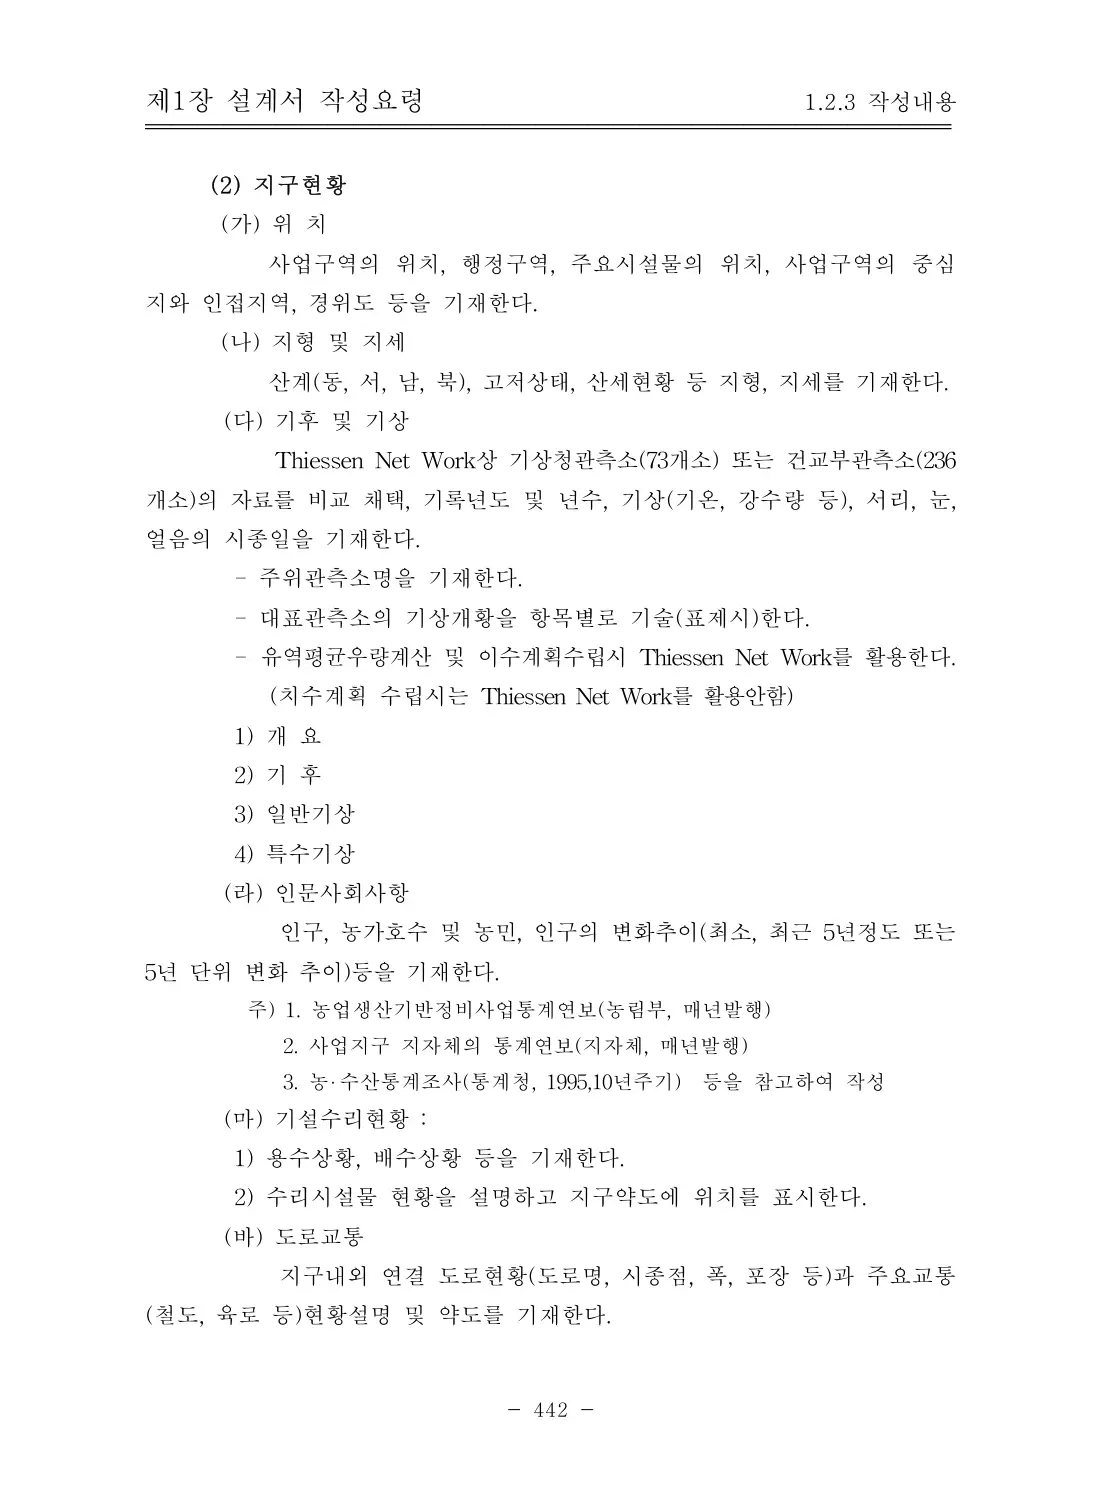 제1장 설계서 작성요령 1.2.3 작성내용
(2) 지구현황
(가) 위 치
사업구역의 위치, 행정구역, 주요시설물의 위치, 사업구역의 중심
지와 인접지역, 경위도 등을 기재한다.
(나) 지형 및 지세
산계(동, 서, 남, 북), 고저상태, 산세현황 등 지형, 지세를 기재한다.
(다) 기후 및 기상
Thiessen Net Work상 기상청관측소(73개소) 또는 건교부관측소(236
개소)의 자료를 비교 채택, 기록년도 및 년수, 기상(기온, 강수량 등), 서리, 눈,
얼음의 시종일을 기재한다.
- 주위관측소명을 기재한다.
- 대표관측소의 기상개황을 항목별로 기술(표제시)한다.
- 유역평균우량계산 및 이수계획수립시 Thiessen Net Work를 활용한다.
(치수계획 수립시는 Thiessen Net Work를 활용안함)
1) 개 요
2) 기 후
3) 일반기상
4) 특수기상
(라) 인문사회사항
인구, 농가호수 및 농민, 인구의 변화추이(최소, 최근 5년정도 또는
5년 단위 변화 추이)등을 기재한다.
주) 1. 농업생산기반정비사업통계연보(농림부, 매년발행)
2. 사업지구 지자체의 통계연보(지자체, 매년발행)
3. 농·수산통계조사(통계청, 1995,10년주기) 등을 참고하여 작성
(마) 기설수리현황 :
1) 용수상황, 배수상황 등을 기재한다.
2) 수리시설물 현황을 설명하고 지구약도에 위치를 표시한다.
(바) 도로교통
지구내외 연결 도로현황(도로명, 시종점, 폭, 포장 등)과 주요교통
(철도, 육로 등)현황설명 및 약도를 기재한다.
- 442 -